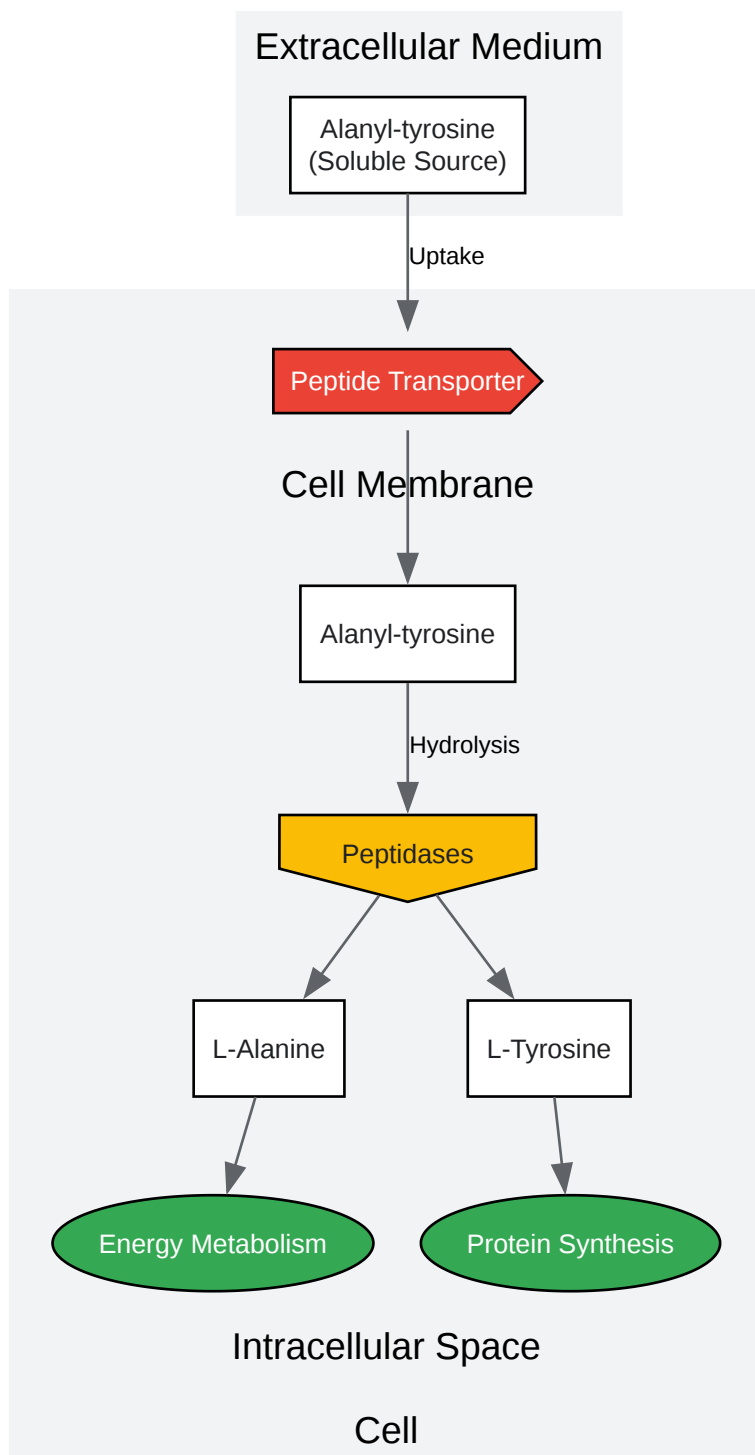 Extracellular Medium
Alanyl-tyrosine
(Soluble Source)
Uptake
Peptide Transporter
Cell Membrane
Alanyl-tyrosine
Hydrolysis
Peptidases
L-Alanine
L-Tyrosine
Energy Metabolism
Protein Synthesis
Intracellular Space
Cell